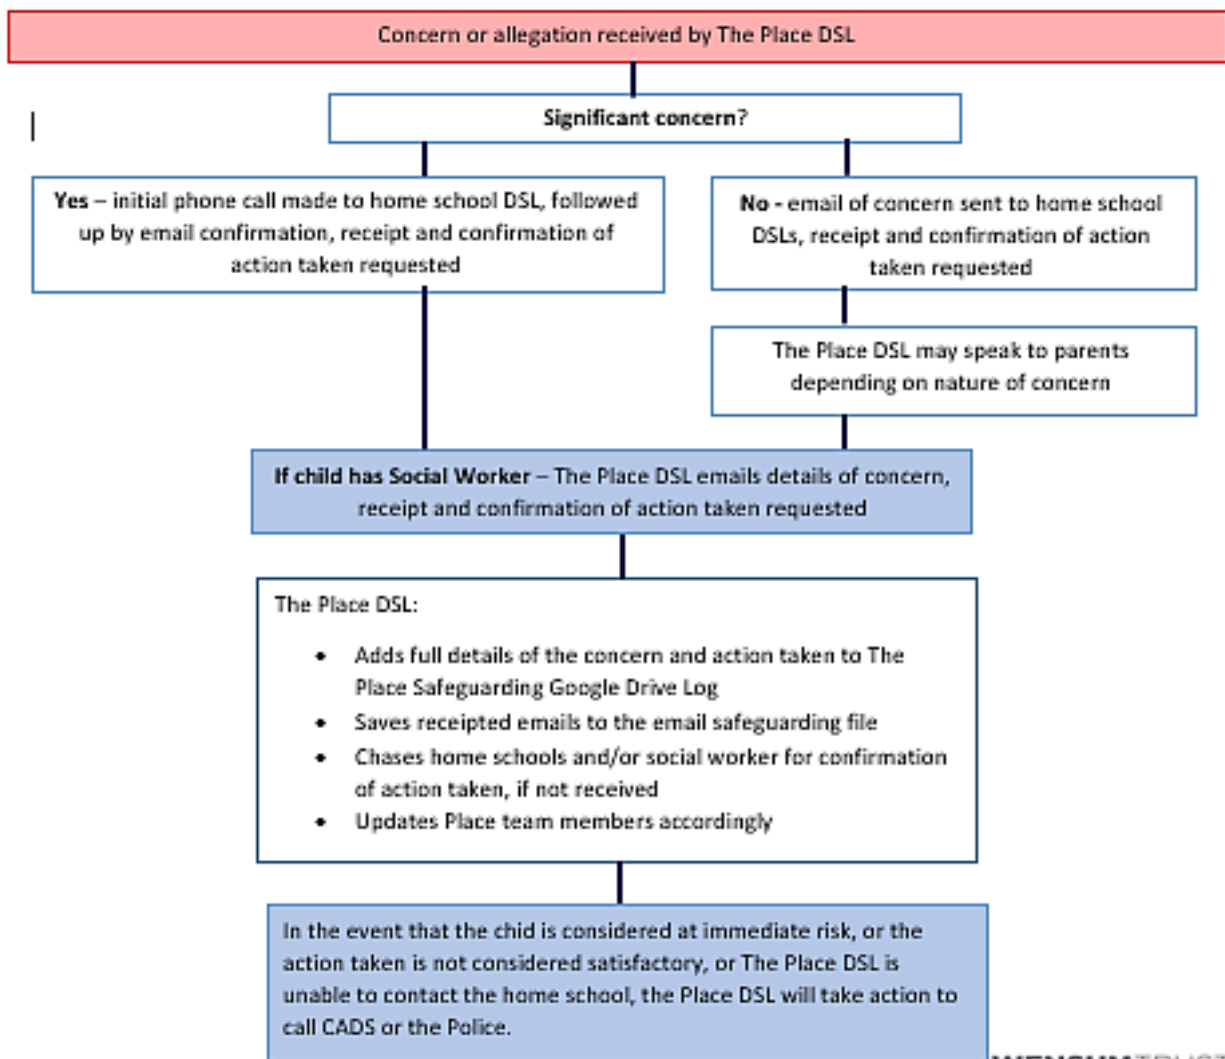 Concern or allegation received by The Place DSL
Significant concern?
Yes – initial phone call made to home school DSL, followed
up by email confirmation, receipt and confirmation of
action taken requested
No - email of concern sent to home school
DSLs, receipt and confirmation of action
taken requested
The Place DSL may speak to parents
depending on nature of concern
If child has Social Worker – The Place DSL emails details of concern,
receipt and confirmation of action taken requested
The Place DSL:
• Adds full details of the concern and action taken to The
Place Safeguarding Google Drive Log
• Saves receipted emails to the email safeguarding file
• Chases home schools and/or social worker for confirmation
of action taken, if not received
• Updates Place team members accordingly
In the event that the chid is considered at immediate risk, or the
action taken is not considered satisfactory, or The Place DSL is
unable to contact the home school, the Place DSL will take action to
call CADS or the Police.